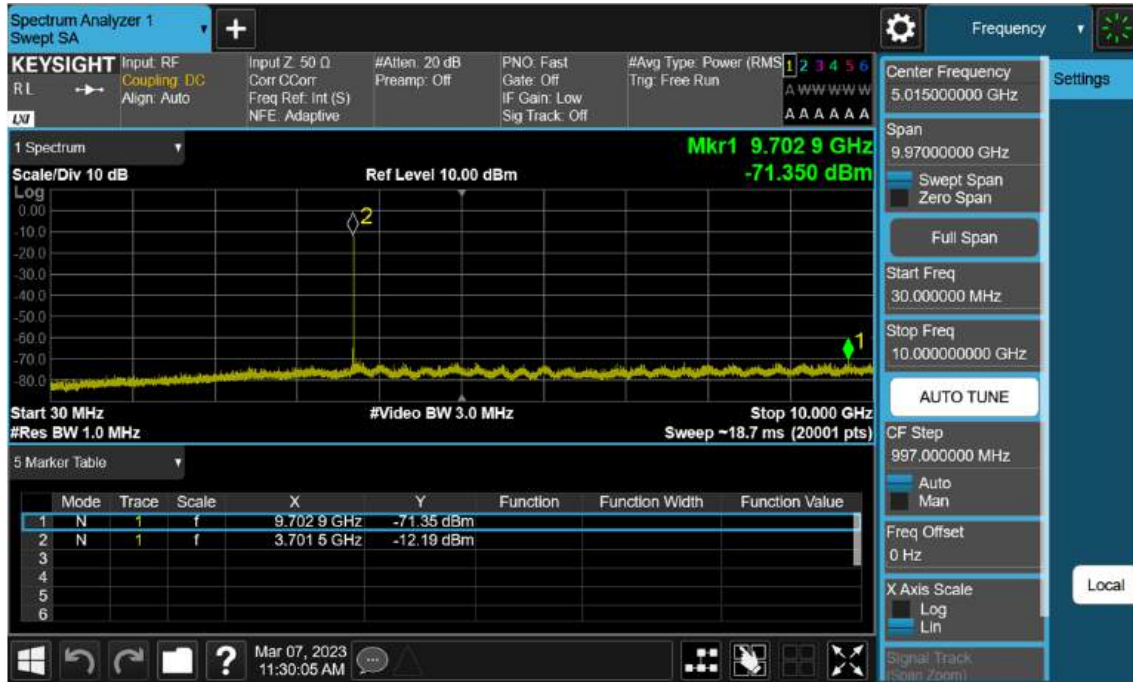 Spectrum Analyzer 1
Swept SA
Frequency
KEYSIGHT
R L
LXI
Input: RF
Coupling: DC
Align: Auto
Input Z: 50 Ω
Corr CCorr
Freq Ref: Int (S)
NFE: Adaptive
#Atten: 20 dB
Preamp: Off
PNO: Fast
Gate: Off
IF Gain: Low
Sig Track: Off
#Avg Type: Power (RMS
Trig: Free Run
1 2 3 4 5 6
A W W W W W
A A A A A A
1 Spectrum
Scale/Div 10 dB
Ref Level 10.00 dBm
Mkr1 9.702 9 GHz
-71.350 dBm
Log
0.00
-10.0
-20.0
-30.0
-40.0
-50.0
-60.0
-70.0
-80.0
2
1
Start 30 MHz
#Video BW 3.0 MHz
Stop 10.000 GHz
#Res BW 1.0 MHz
Sweep ~18.7 ms (20001 pts)
5 Marker Table
Mode Trace Scale X Y Function Function Width Function Value
1 N 1 f 9.702 9 GHz -71.35 dBm
2 N 1 f 3.701 5 GHz -12.19 dBm
3
4
5
6
Mar 07, 2023
11:30:05 AM
?
Center Frequency
5.015000000 GHz
Span
9.97000000 GHz
Swept Span
Zero Span
Full Span
Start Freq
30.000000 MHz
Stop Freq
10.000000000 GHz
AUTO TUNE
CF Step
997.000000 MHz
Auto
Man
Freq Offset
0 Hz
X Axis Scale
Log
Lin
Signal Track
(Span Zoom)
Settings
Local